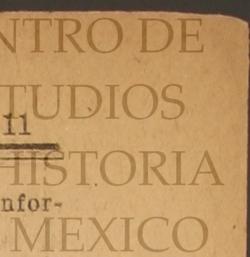 NTRO DE
TUDIOS
11
HISTORIA
nfor-
MEXICO